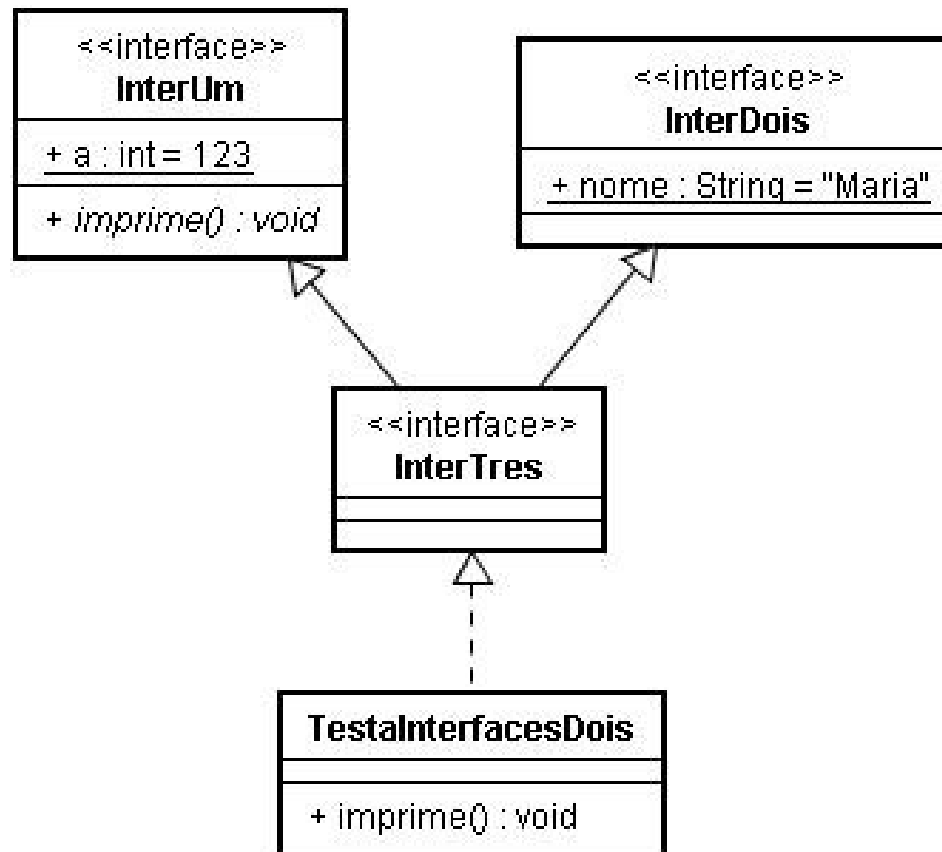 <<interface>>
InterUm
+ a : int = 123
+ imprime() : void
<<interface>>
InterDois
+ nome : String = "Maria"
<<interface>>
InterTres
TestaInterfacesDois
+ imprime() : void